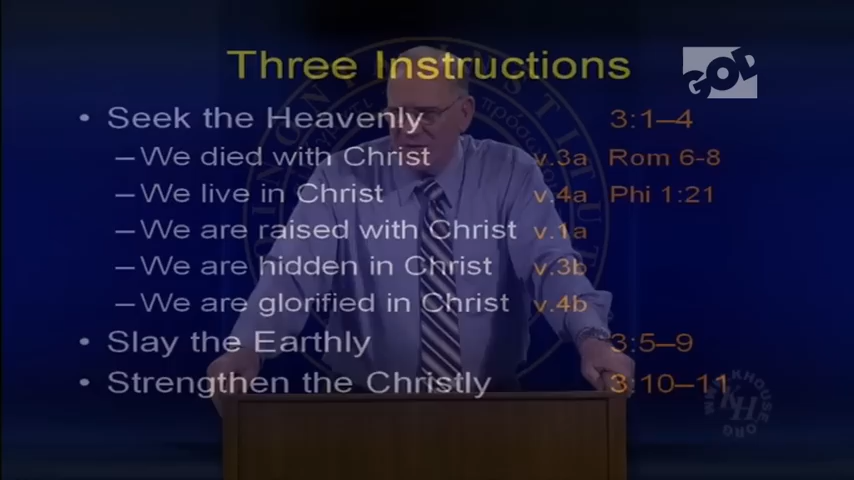 Three Instructions
GOD
• Seek the Heavenly 3:1–4
– We died with Christ v.3a Rom 6-8
– We live in Christ v.4a Phi 1:21
– We are raised with Christ v.1a
– We are hidden in Christ v.3b
– We are glorified in Christ v.4b
• Slay the Earthly 3:5–9
• Strengthen the Christly 3:10–11